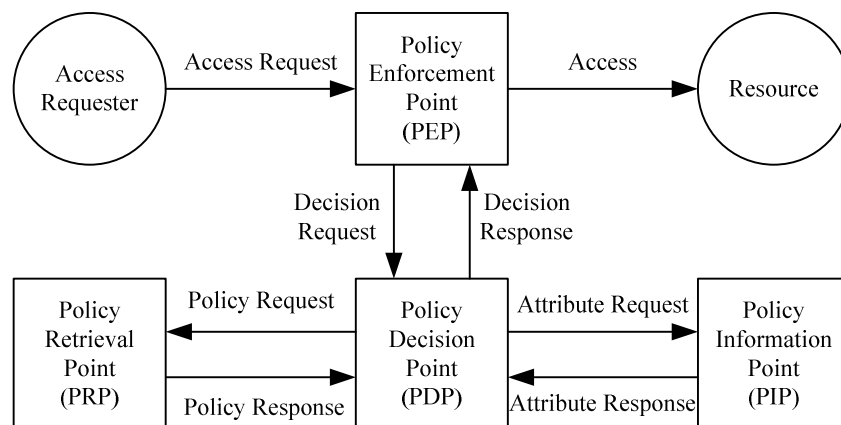 Access
Requester
Access Request
Policy
Enforcement
Point
(PEP)
Access
Resource
Decision
Request
Decision
Response
Policy
Retrieval
Point
(PRP)
Policy Request
Policy Response
Policy
Decision
Point
(PDP)
Attribute Request
Attribute Response
Policy
Information
Point
(PIP)